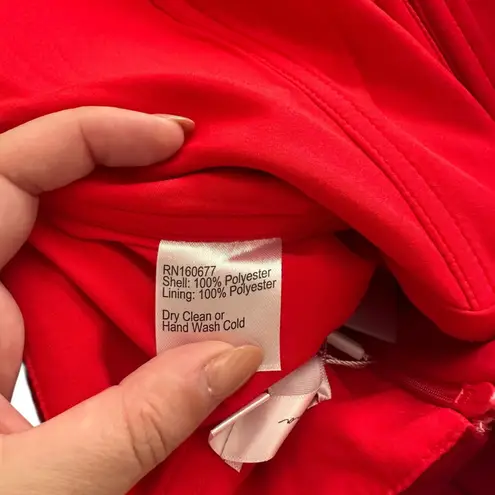 RN160677
Shell: 100% Polyester
Lining: 100% Polyester
Dry Clean or
Hand Wash Cold